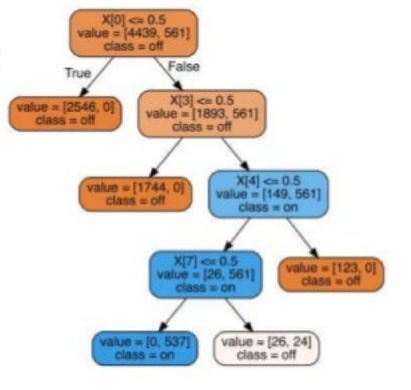 X[0] <= 0.5
value = [4439, 561]
class = off
True
False
value = [2546, 0]
class = off
X[3] <= 0.5
value = [1893, 561]
class = off
value = [1744, 0]
class = off
X[4] <= 0.5
value = [149, 561]
class = on
X[7] <= 0.5
value = [26, 561]
class = on
value = [123, 0]
class = off
value = [0, 537]
class = on
value = [26, 24]
class = off